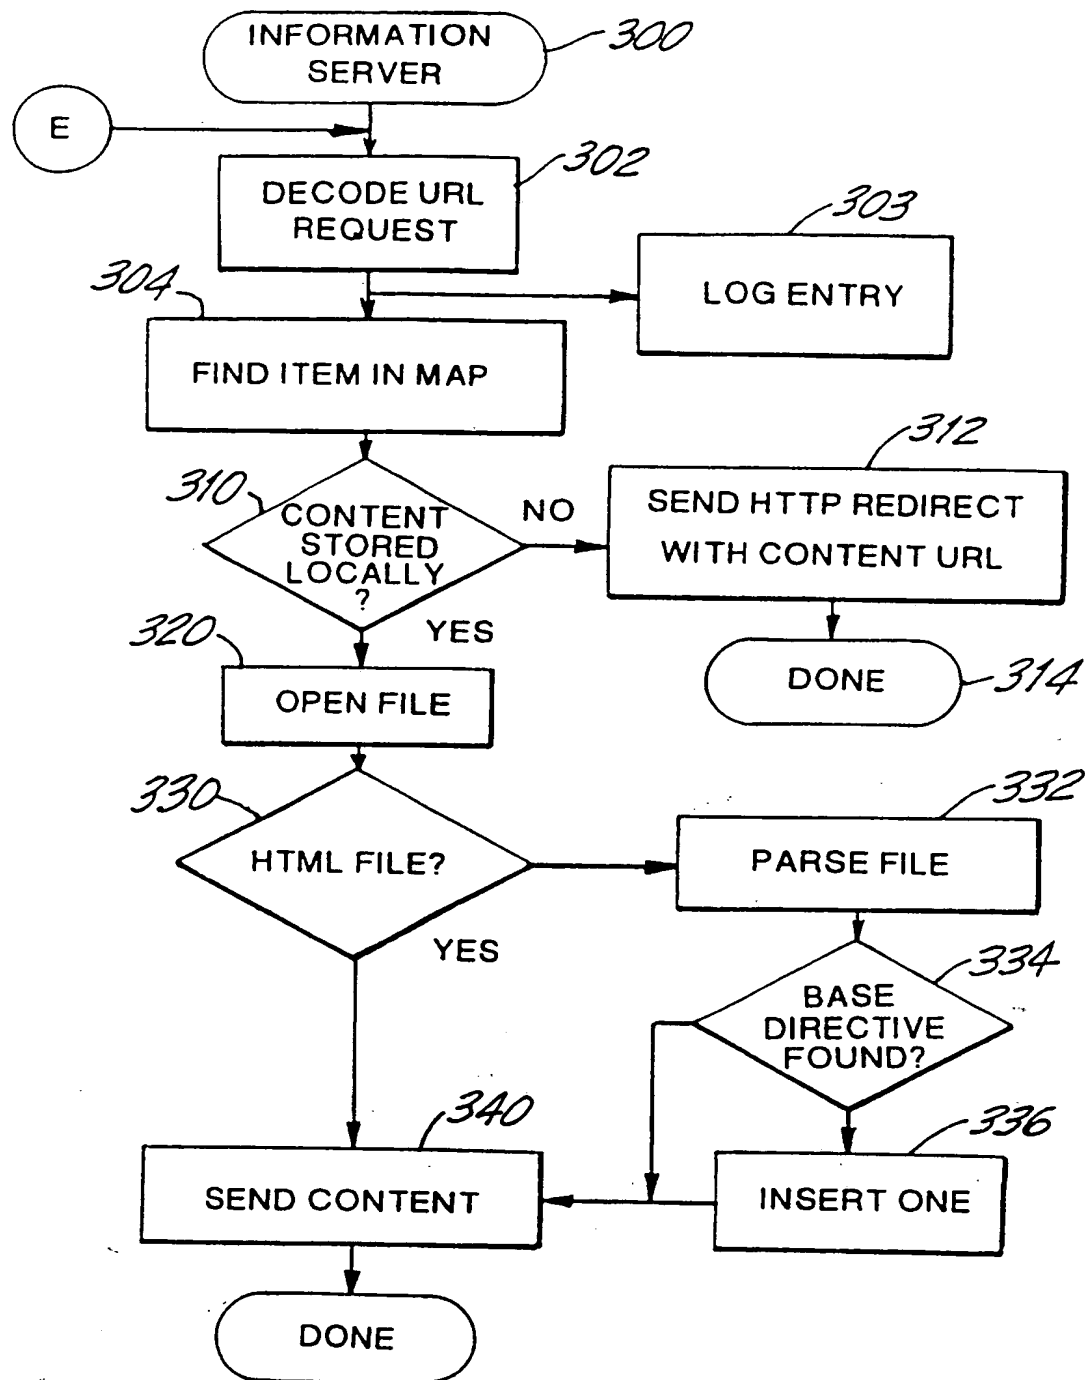 INFORMATION
SERVER
300
E
302
DECODE URL
REQUEST
303
LOG ENTRY
304
FIND ITEM IN MAP
310
CONTENT
STORED
LOCALLY
?
NO
312
SEND HTTP REDIRECT
WITH CONTENT URL
YES
320
OPEN FILE
DONE
314
330
HTML FILE?
332
PARSE FILE
YES
334
BASE
DIRECTIVE
FOUND?
340
SEND CONTENT
336
INSERT ONE
DONE